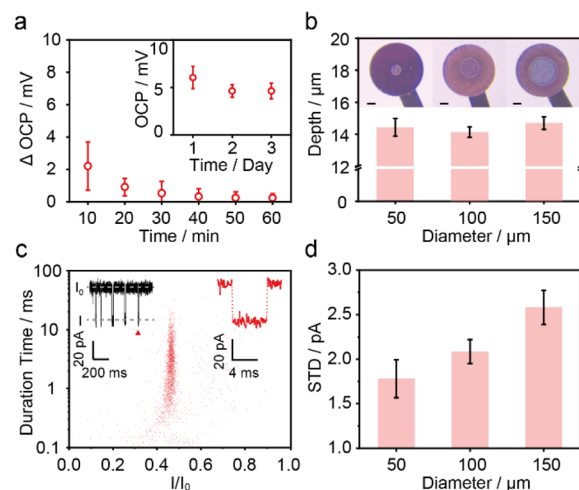 a
Δ OCP / mV
10
8
6
4
2
0
10 20 30 40 50 60
Time / min
OCP / mV
10
5
0
1 2 3
Time / Day
b
Depth / µm
20
18
16
14
12
0
50 100 150
Diameter / µm
c
Duration Time / ms
100
10
1
0.1
0.0 0.2 0.4 0.6 0.8 1.0
I/I₀
I₀
I
20 pA
200 ms
20 pA
4 ms
d
STD / pA
3.0
2.5
2.0
1.5
1.0
50 100 150
Diameter / µm